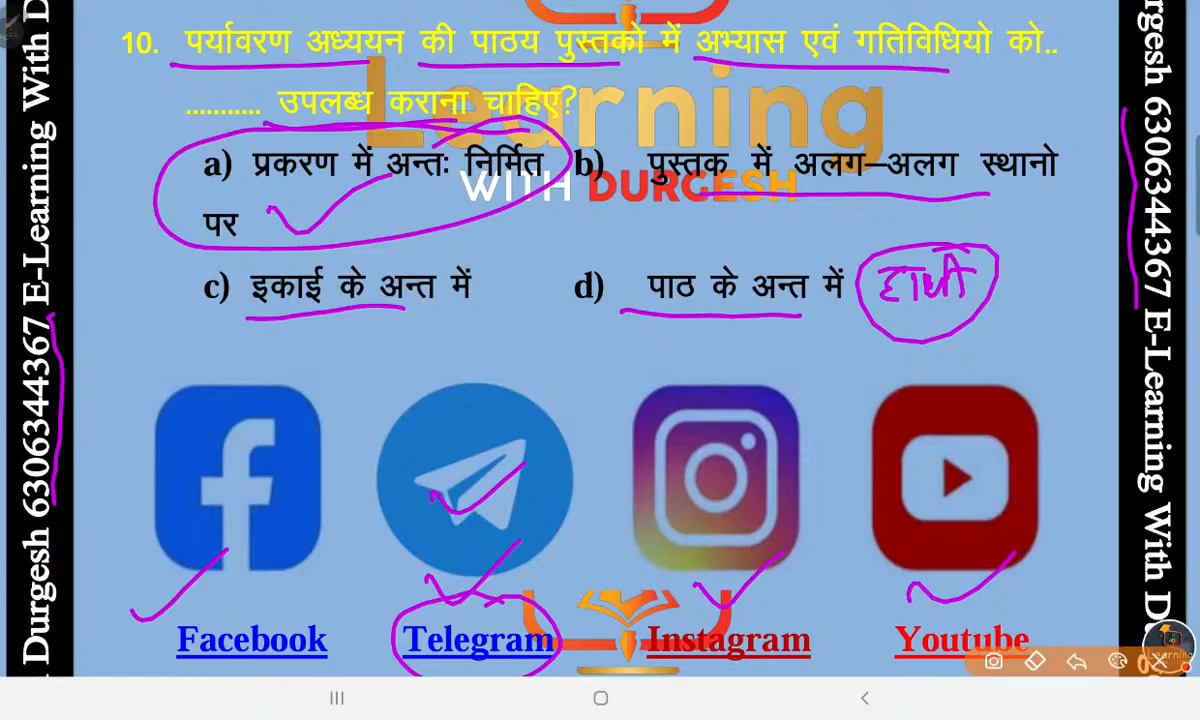 10. पर्यावरण अध्ययन की पाठय पुस्तको में अभ्यास एवं गतिविधियो को..
........... उपलब्ध कराना चाहिए?
a) प्रकरण में अन्तः निर्मित b) पुस्तक में अलग–अलग स्थानो
पर
c) इकाई के अन्त में d) पाठ के अन्त में
Learning
WITH DURGESH
Facebook Telegram Instagram Youtube
Durgesh 6306344367 E-Learning With D
urgesh 6306344367 E-Learning With D